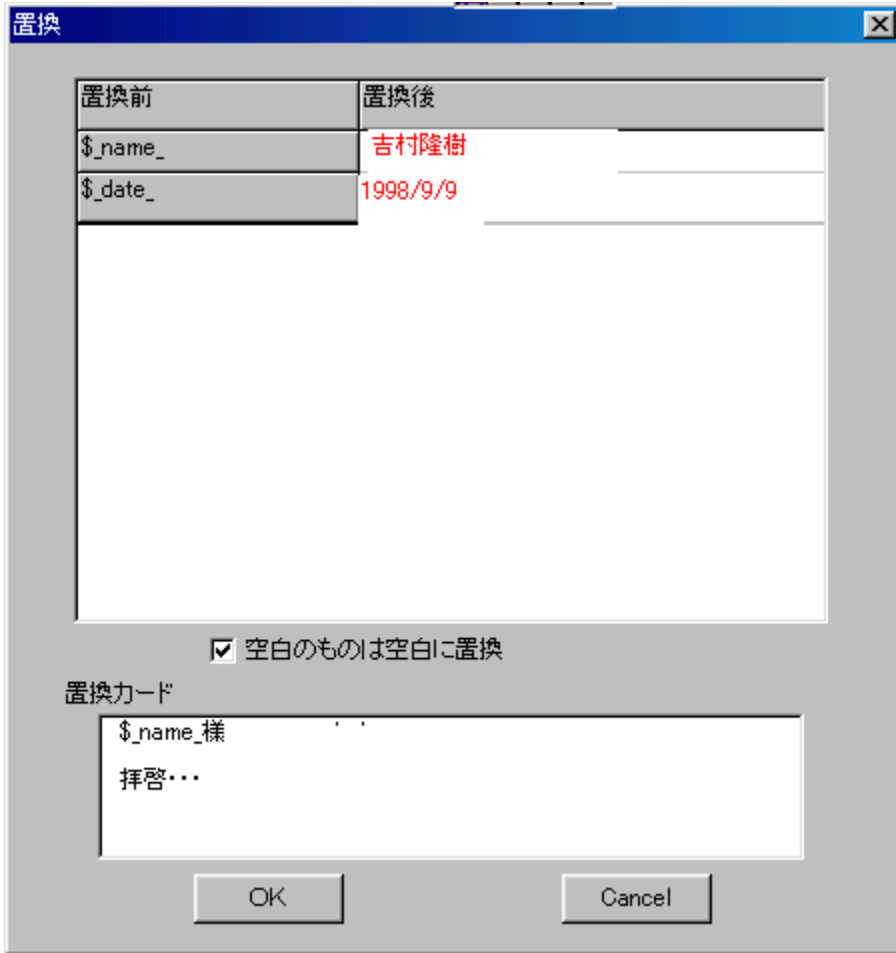 置換
置換前 置換後
$_name_ 吉村隆樹
$_date_ 1998/9/9
空白のものは空白に置換
置換カード
$_name_様
拝啓・・・
OK Cancel